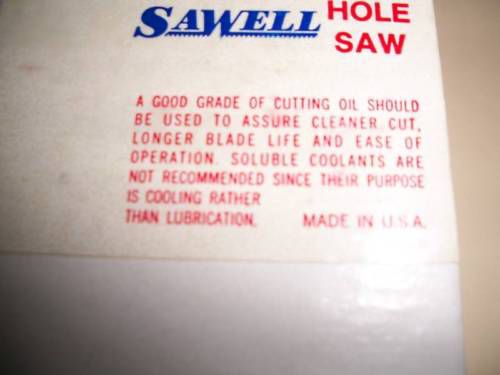 SAWELL HOLE
SAW
A GOOD GRADE OF CUTTING OIL SHOULD
BE USED TO ASSURE CLEANER CUT,
LONGER BLADE LIFE AND EASE OF
OPERATION. SOLUBLE COOLANTS ARE
NOT RECOMMENDED SINCE THEIR PURPOSE
IS COOLING RATHER
THAN LUBRICATION. MADE IN U.S.A.